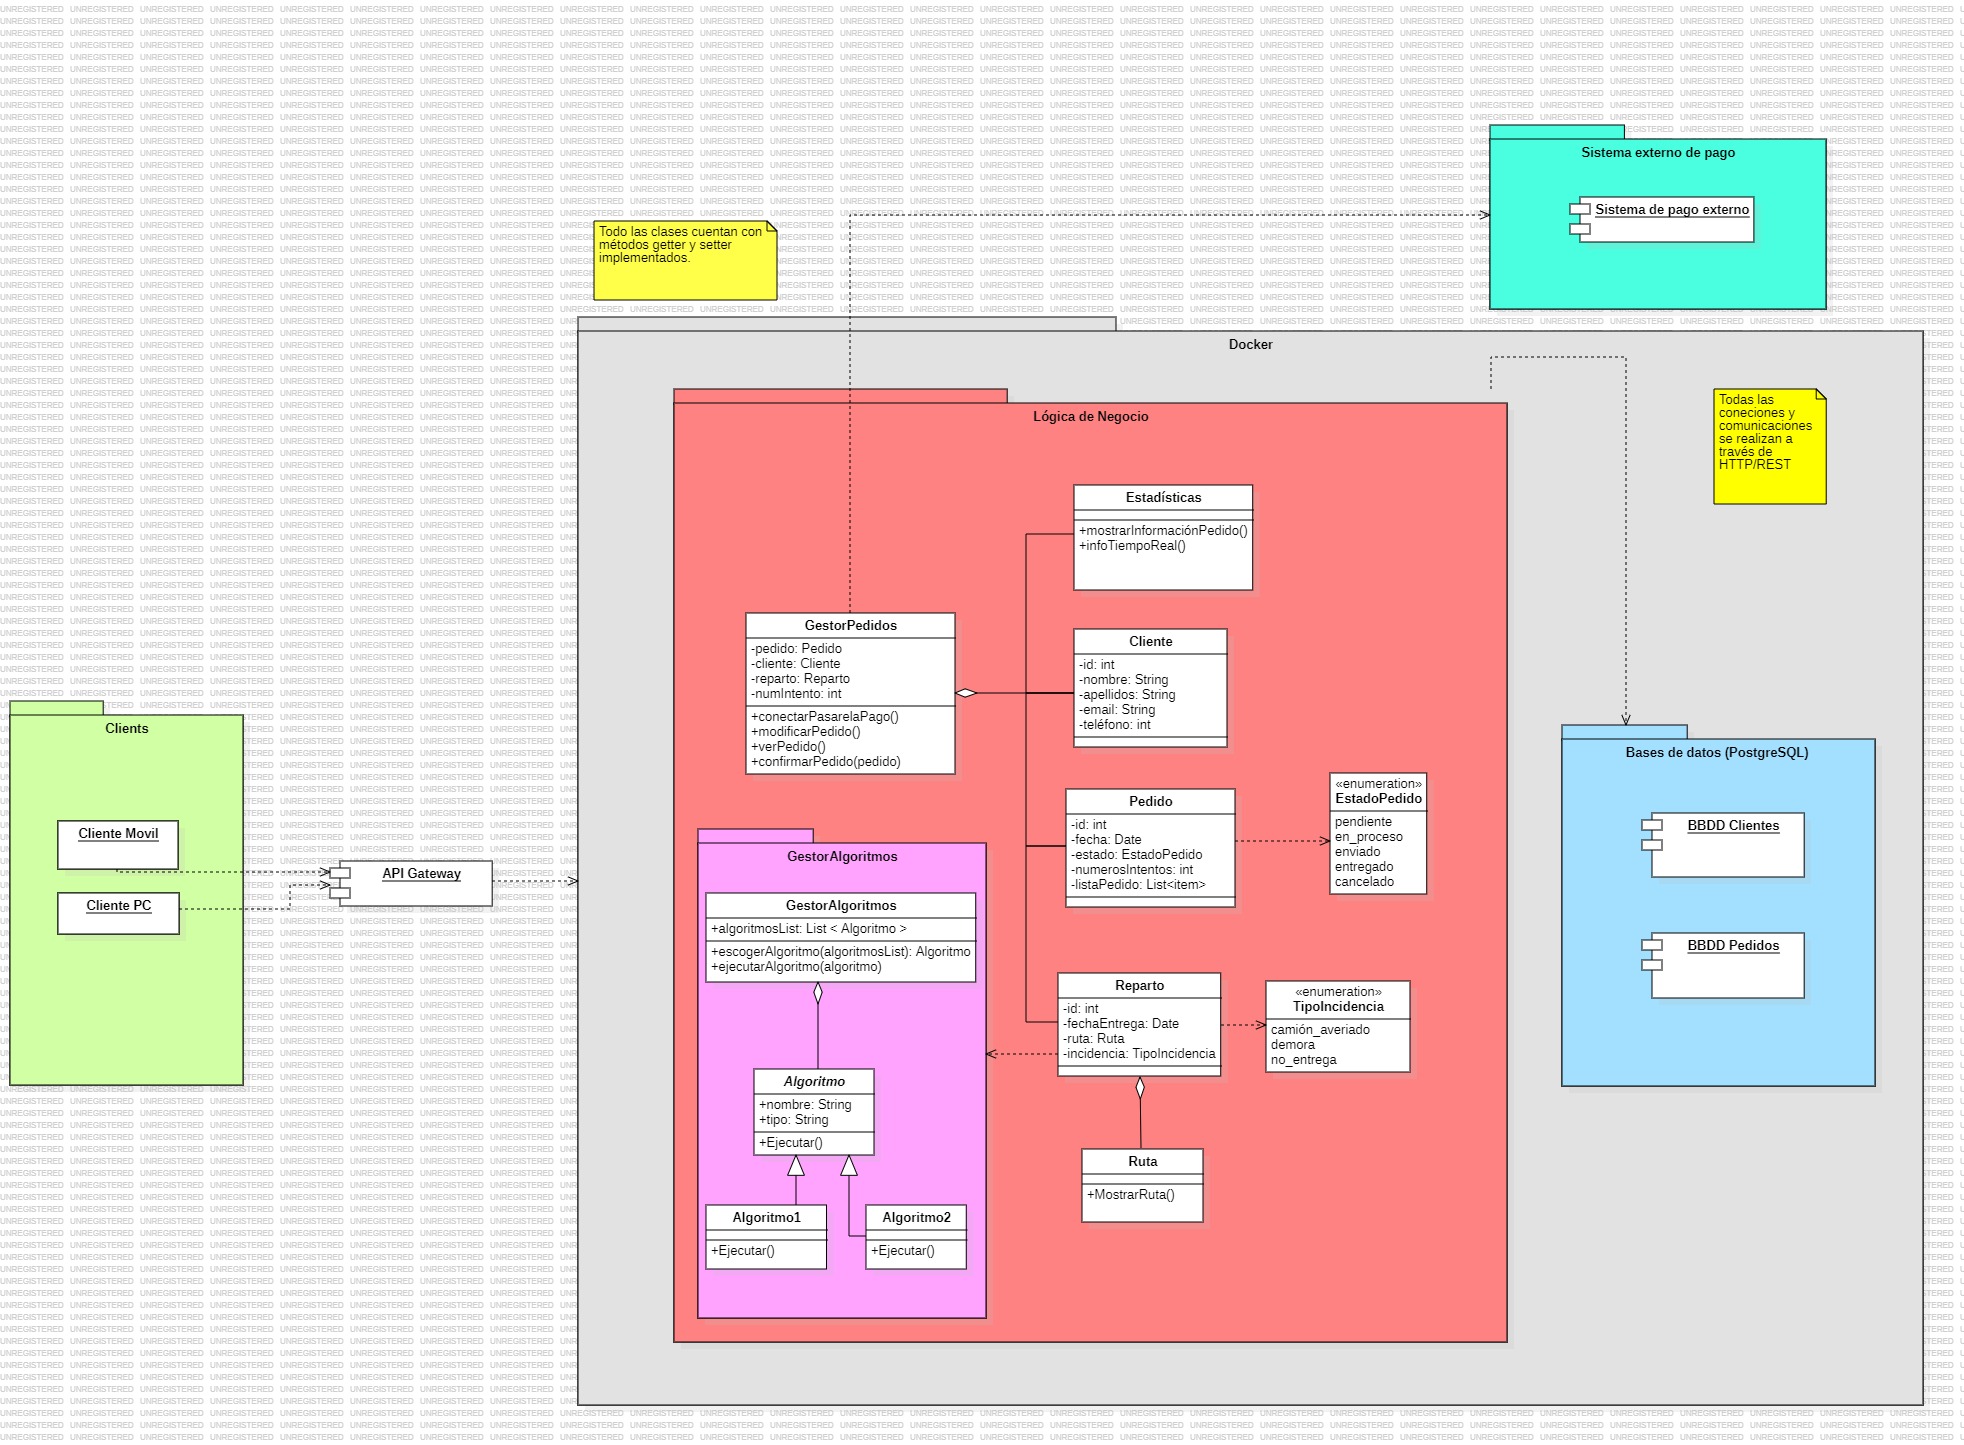 Sistema externo de pago
Sistema de pago externo
Todo las clases cuentan con
métodos getter y setter
implementados.
Docker
Todas las
coneciones y
comunicaciones
se realizan a
través de
HTTP/REST
Lógica de Negocio
Estadísticas
+mostrarInformaciónPedido()
+infoTiempoReal()
GestorPedidos
-pedido: Pedido
-cliente: Cliente
-reparto: Reparto
-numIntento: int
+conectarPasarelaPago()
+modificarPedido()
+verPedido()
+confirmarPedido(pedido)
Cliente
-id: int
-nombre: String
-apellidos: String
-email: String
-teléfono: int
Clients
Cliente Movil
Cliente PC
API Gateway
Pedido
-id: int
-fecha: Date
-estado: EstadoPedido
-numerosIntentos: int
-listaPedido: List<item>
«enumeration»
EstadoPedido
pendiente
en_proceso
enviado
entregado
cancelado
Bases de datos (PostgreSQL)
BBDD Clientes
BBDD Pedidos
GestorAlgoritmos
GestorAlgoritmos
+algoritmosList: List < Algoritmo >
+escogerAlgoritmo(algoritmosList): Algoritmo
+ejecutarAlgoritmo(algoritmo)
Reparto
-id: int
-fechaEntrega: Date
-ruta: Ruta
-incidencia: TipoIncidencia
«enumeration»
TipoIncidencia
camión_averiado
demora
no_entrega
Algoritmo
+nombre: String
+tipo: String
+Ejecutar()
Ruta
+MostrarRuta()
Algoritmo1
+Ejecutar()
Algoritmo2
+Ejecutar()
UNREGISTERED